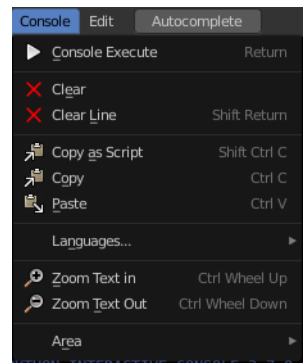 Console Edit Autocomplete
Console Execute Return
Clear
Clear Line Shift Return
Copy as Script Shift Ctrl C
Copy Ctrl C
Paste Ctrl V
Languages...
Zoom Text in Ctrl Wheel Up
Zoom Text Out Ctrl Wheel Down
Area